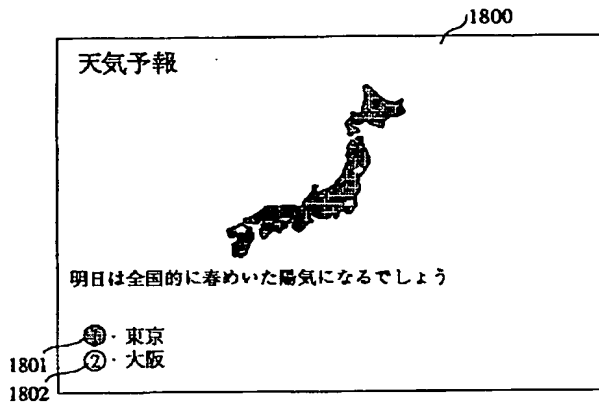 1800
天気予報
明日は全国的に春めいた陽気になるでしょう
①・東京
1801
②・大阪
1802